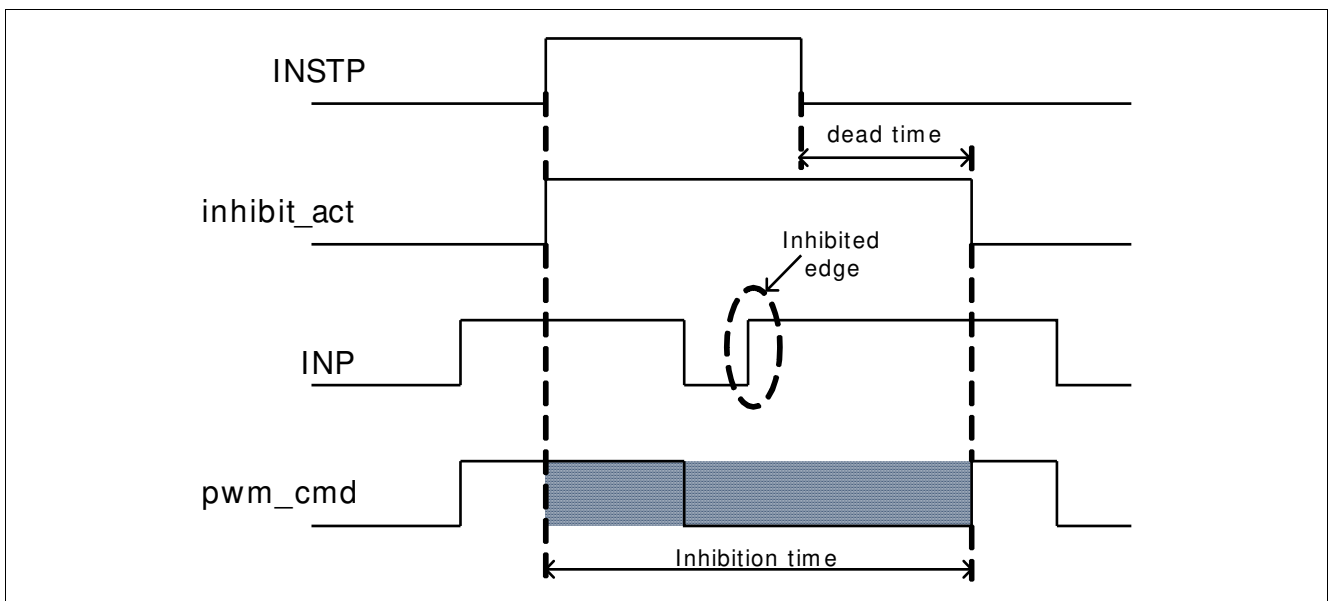 INSTP
dead time
inhibit_act
Inhibited
edge
INP
pwm_cmd
Inhibition time